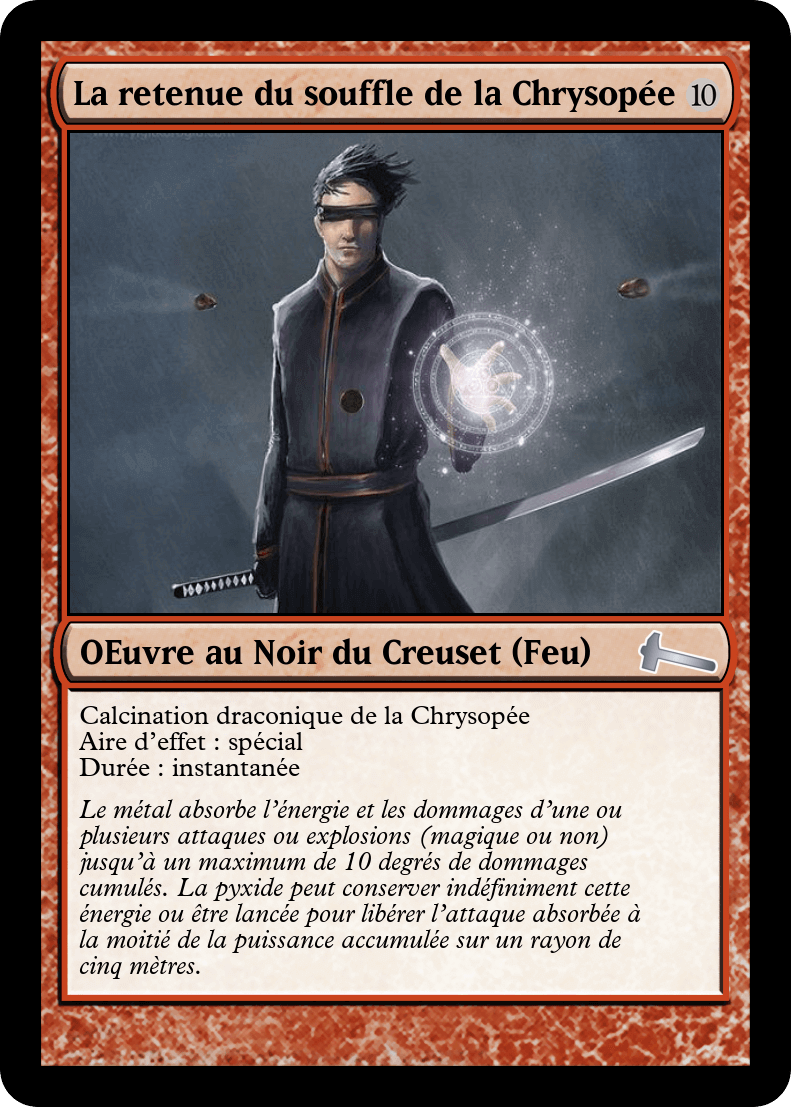 La retenue du souffle de la Chrysopée 10
OEuvre au Noir du Creuset (Feu)
Calcination draconique de la Chrysopée
Aire d'effet : spécial
Durée : instantanée
Le métal absorbe l'énergie et les dommages d'une ou
plusieurs attaques ou explosions (magique ou non)
jusqu'à un maximum de 10 degrés de dommages
cumulés. La pyxide peut conserver indéfiniment cette
énergie ou être lancée pour libérer l'attaque absorbée à
la moitié de la puissance accumulée sur un rayon de
cinq mètres.